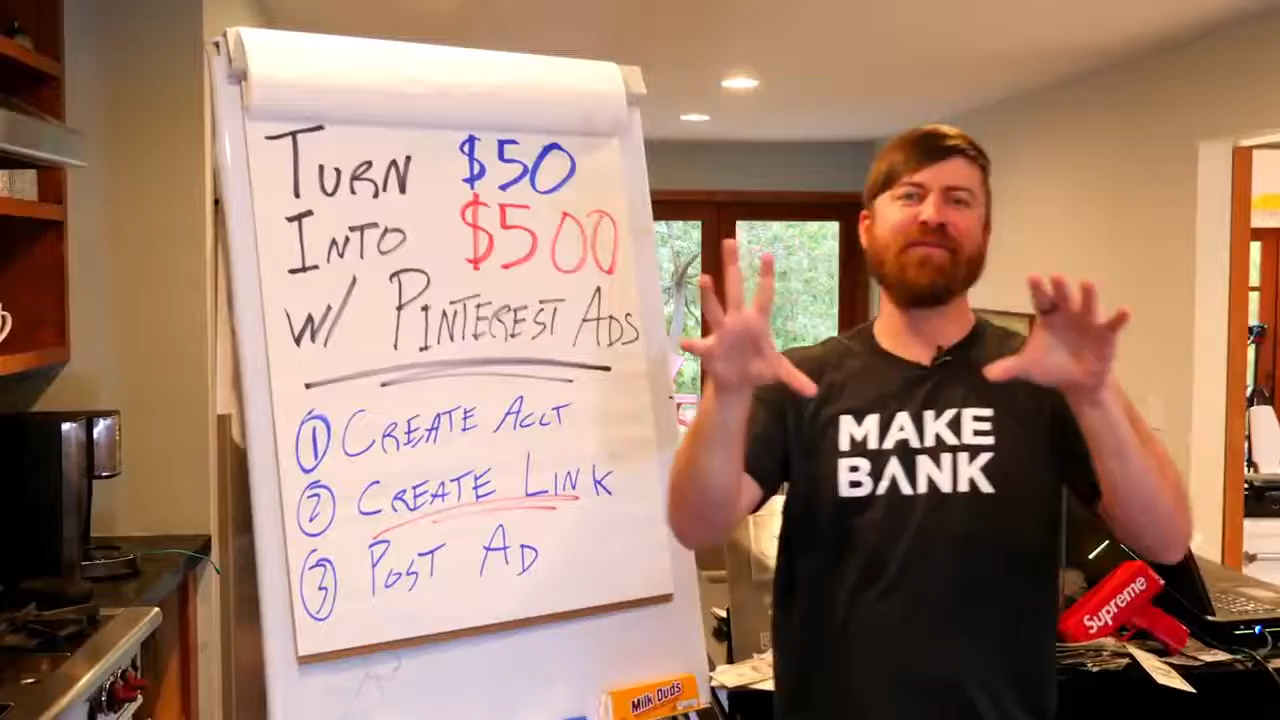 TURN $50
INTO $500
W/ PINTEREST ADS
1 CREATE ACCT
2 CREATE LINK
3 POST AD
MAKE
BANK
Supreme
Milk Duds